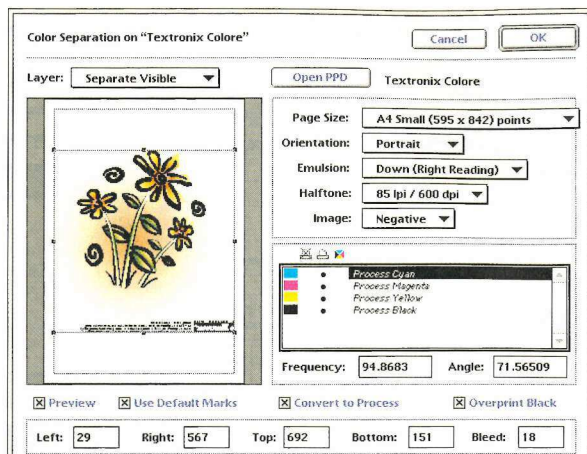 Color Separation on “Textronix Colore”
Cancel
OK
Layer: Separate Visible
Open PPD
Textronix Colore
Page Size: A4 Small (595 x 842) points
Orientation: Portrait
Emulsion: Down (Right Reading)
Halftone: 85 lpi / 600 dpi
Image: Negative
Process Cyan
Process Magenta
Process Yellow
Process Black
Frequency: 94.8683 Angle: 71.56509
Preview
Use Default Marks
Convert to Process
Overprint Black
Left: 29 Right: 567 Top: 692 Bottom: 151 Bleed: 18